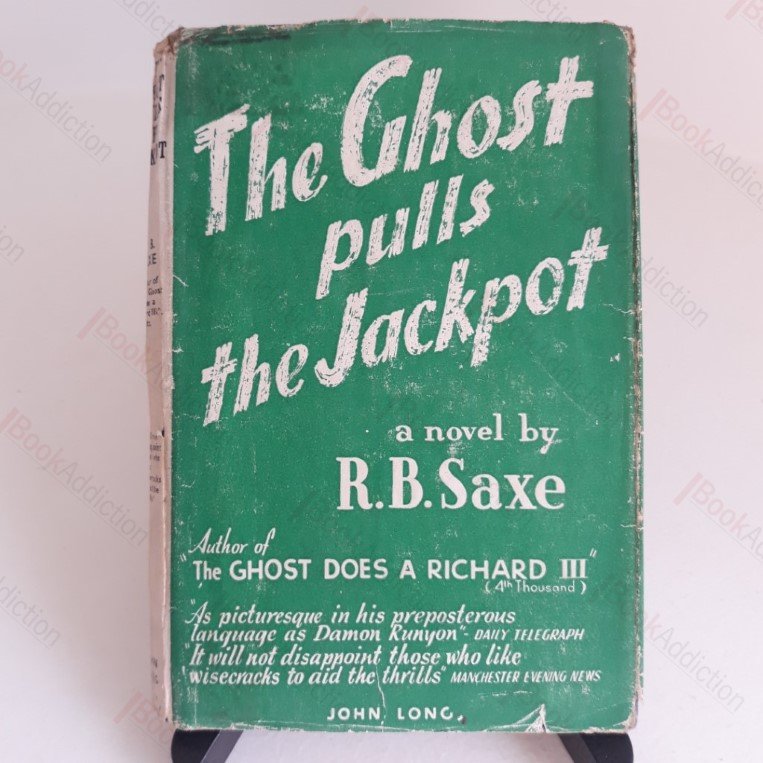 The Ghost
pulls
the Jackpot
a novel by
R.B. Saxe
Author of
"The GHOST DOES A RICHARD III"
(4th Thousand)
"As picturesque in his preposterous
language as Damon Runyon" - DAILY TELEGRAPH
"It will not disappoint those who like
wisecracks to aid the thrills" MANCHESTER EVENING NEWS
JOHN LONG
BookAddiction